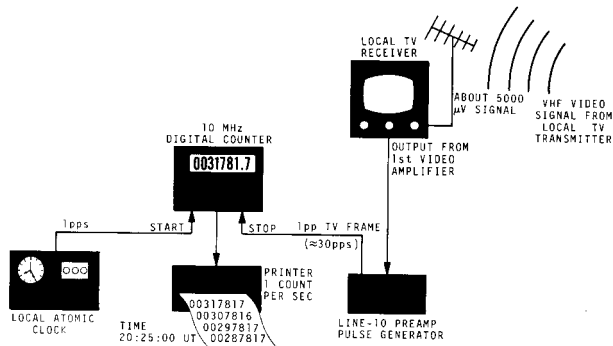 LOCAL TV
RECEIVER
ABOUT 5000
µV SIGNAL
VHF VIDEO
SIGNAL FROM
LOCAL TV
TRANSMITTER
10 MHz
DIGITAL COUNTER
0031781.7
OUTPUT FROM
1st VIDEO
AMPLIFIER
1pps
START
STOP
1pp TV FRAME
(≈30pps)
LOCAL ATOMIC
CLOCK
PRINTER
1 COUNT
PER SEC
00317817
00307816
00297817
00287817
TIME
20:25:00 UT
LINE-10 PREAMP
PULSE GENERATOR
000